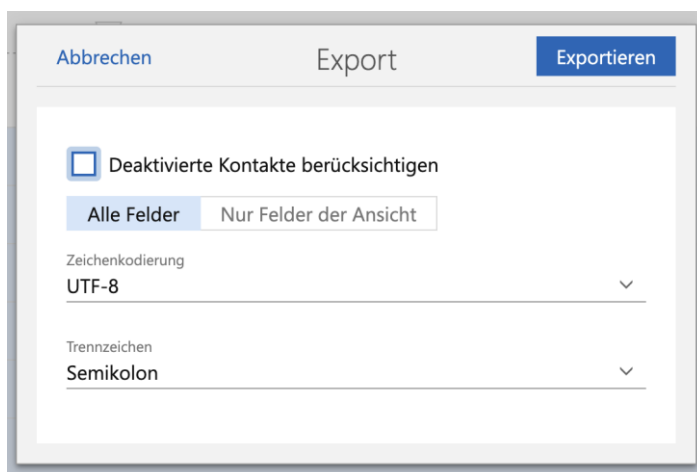 Abbrechen Export Exportieren
Deaktivierte Kontakte berücksichtigen
Alle Felder Nur Felder der Ansicht
Zeichenkodierung
UTF-8
Trennzeichen
Semikolon